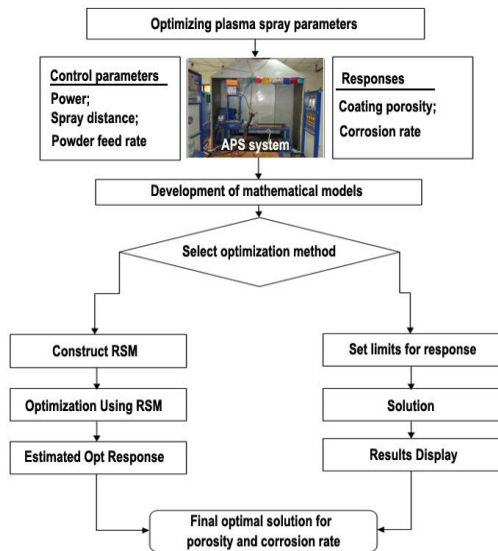 Optimizing plasma spray parameters
Control parameters
Power;
Spray distance;
Powder feed rate
APS system
Responses
Coating porosity;
Corrosion rate
Development of mathematical models
Select optimization method
Construct RSM
Optimization Using RSM
Estimated Opt Response
Set limits for response
Solution
Results Display
Final optimal solution for
porosity and corrosion rate